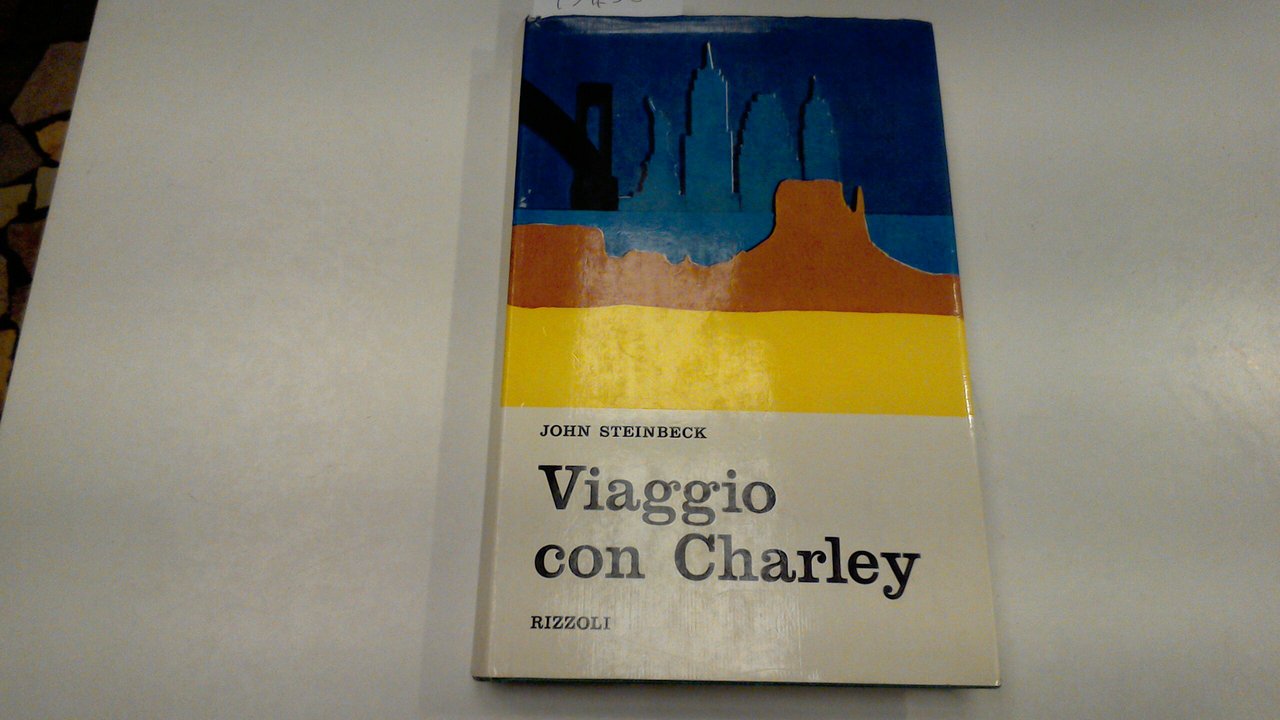 JOHN STEINBECK
Viaggio
con Charley
RIZZOLI